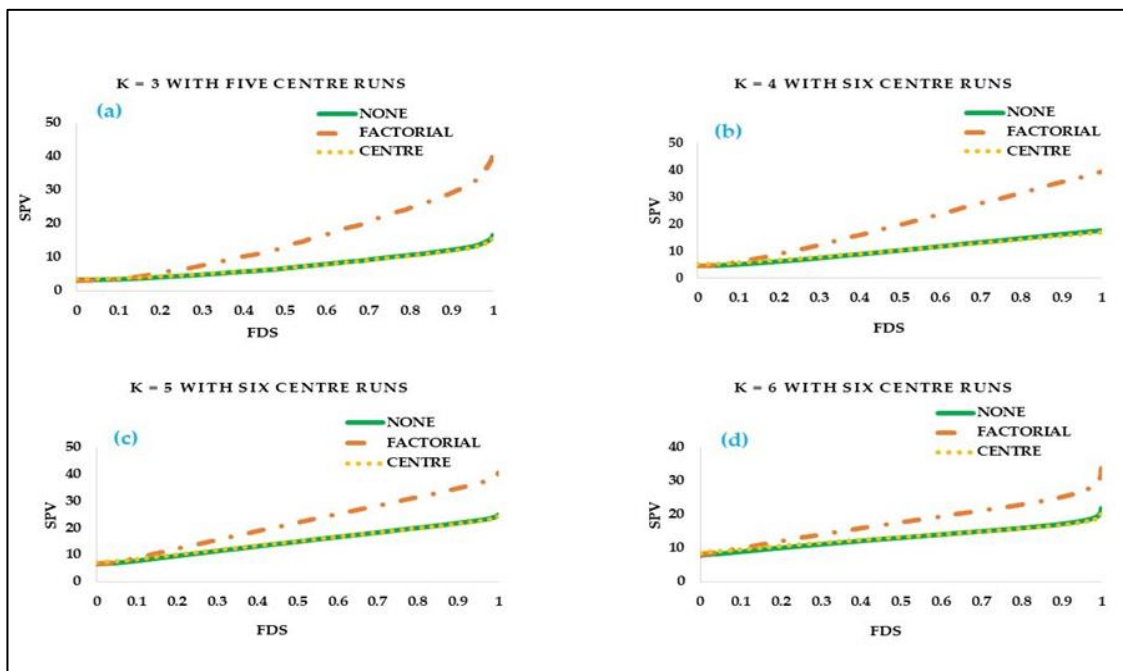 K = 3 WITH FIVE CENTRE RUNS
(a)
NONE
FACTORIAL
CENTRE
50
40
30
20
10
0
SPV
0 0.1 0.2 0.3 0.4 0.5 0.6 0.7 0.8 0.9 1
FDS
K = 4 WITH SIX CENTRE RUNS
(b)
NONE
FACTORIAL
CENTRE
50
40
30
20
10
0
SPV
0 0.1 0.2 0.3 0.4 0.5 0.6 0.7 0.8 0.9 1
FDS
K = 5 WITH SIX CENTRE RUNS
(c)
NONE
FACTORIAL
CENTRE
50
40
30
20
10
0
SPV
0 0.1 0.2 0.3 0.4 0.5 0.6 0.7 0.8 0.9 1
FDS
K = 6 WITH SIX CENTRE RUNS
(d)
NONE
FACTORIAL
CENTRE
40
30
20
10
0
SPV
0 0.1 0.2 0.3 0.4 0.5 0.6 0.7 0.8 0.9 1
FDS